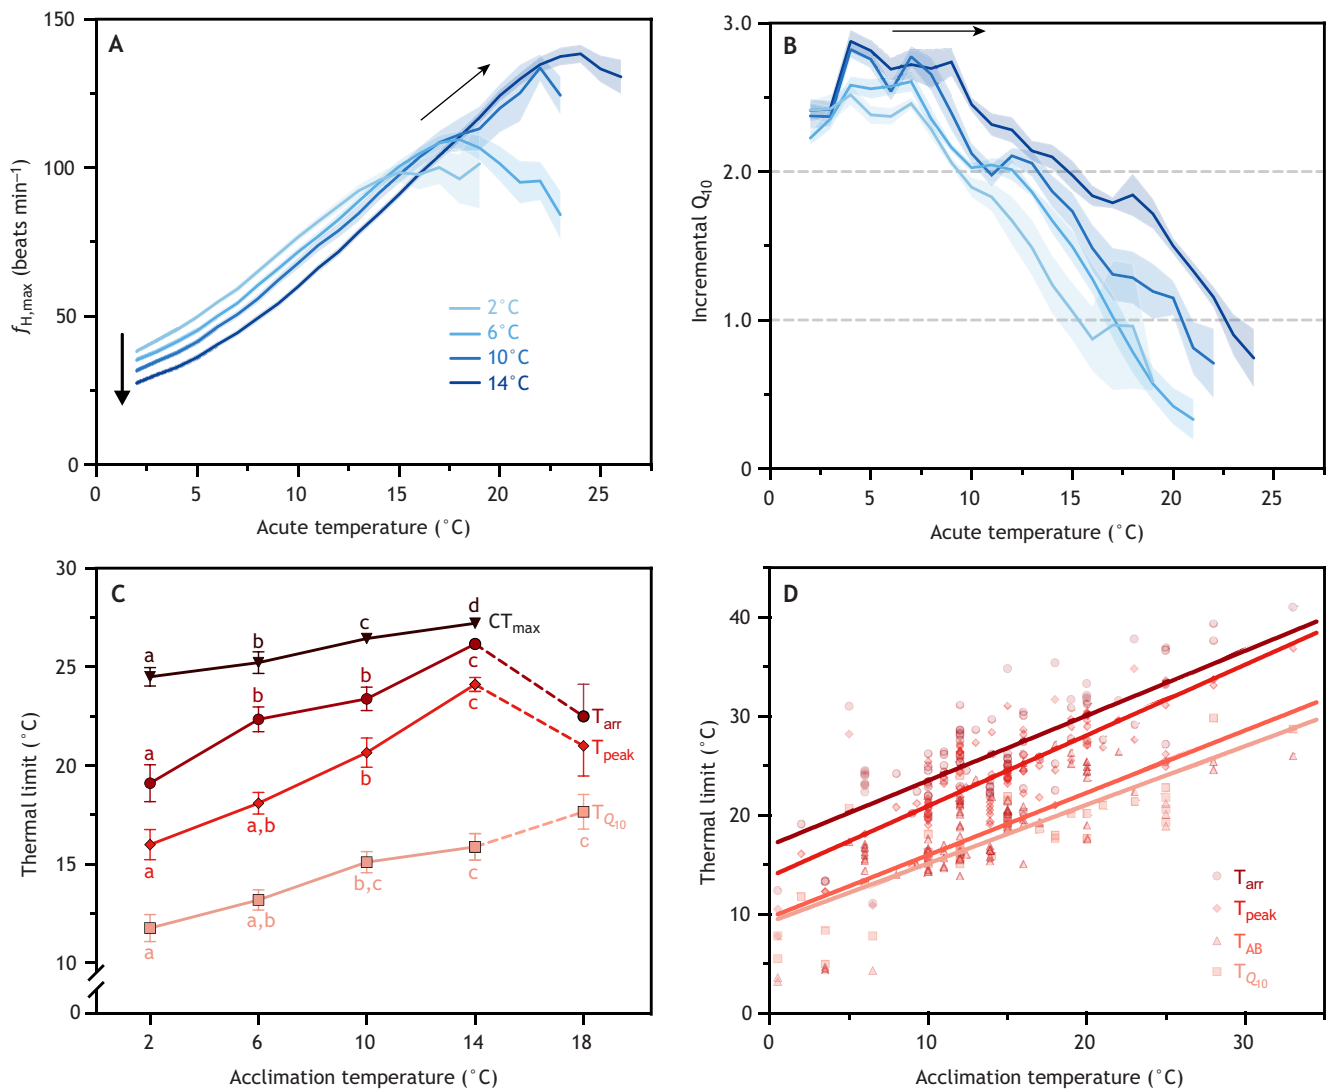 A
150
100
50
0
f_H,max (beats min⁻¹)
2°C
6°C
10°C
14°C
0 5 10 15 20 25
Acute temperature (°C)
B
3.0
2.0
1.0
0
Incremental Q₁₀
0 5 10 15 20 25
Acute temperature (°C)
C
30
25
20
15
10
0
Thermal limit (°C)
a b c d CT_max
a b b c T_arr
a a,b b c T_peak
a a,b b,c c c T_Q₁₀
2 6 10 14 18
Acclimation temperature (°C)
D
40
30
20
10
0
Thermal limit (°C)
T_arr
T_peak
T_AB
T_Q₁₀
0 10 20 30
Acclimation temperature (°C)